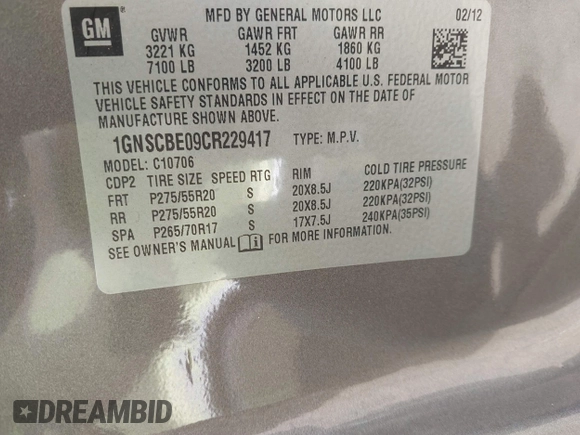 GM
MFD BY GENERAL MOTORS LLC 02/12
GVWR GAWR FRT GAWR RR
3221 KG 1452 KG 1860 KG
7100 LB 3200 LB 4100 LB
THIS VEHICLE CONFORMS TO ALL APPLICABLE U.S. FEDERAL MOTOR
VEHICLE SAFETY STANDARDS IN EFFECT ON THE DATE OF
MANUFACTURE SHOWN ABOVE.
1GNSCBE09CR229417 TYPE: M.P.V.
MODEL: C10706
CDP2 TIRE SIZE SPEED RTG RIM COLD TIRE PRESSURE
FRT P275/55R20 S 20X8.5J 220KPA(32PSI)
RR P275/55R20 S 20X8.5J 220KPA(32PSI)
SPA P265/70R17 S 17X7.5J 240KPA(35PSI)
SEE OWNER'S MANUAL FOR MORE INFORMATION.
DREAMBID